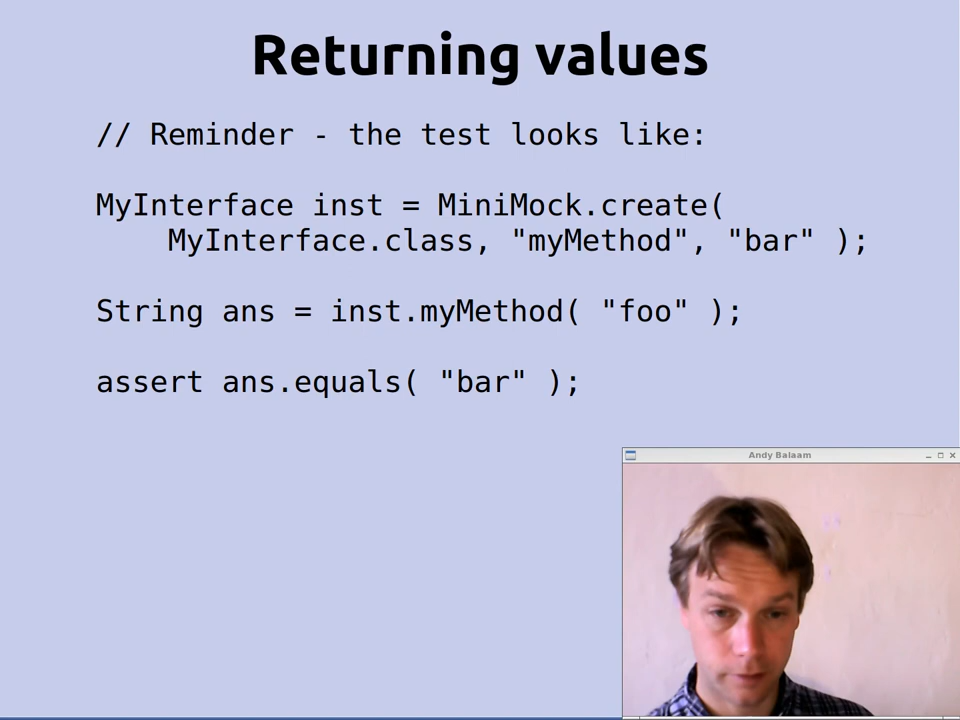 Returning values
// Reminder - the test looks like:
MyInterface inst = MiniMock.create(
MyInterface.class, "myMethod", "bar" );
String ans = inst.myMethod( "foo" );
assert ans.equals( "bar" );
Andy Balaam